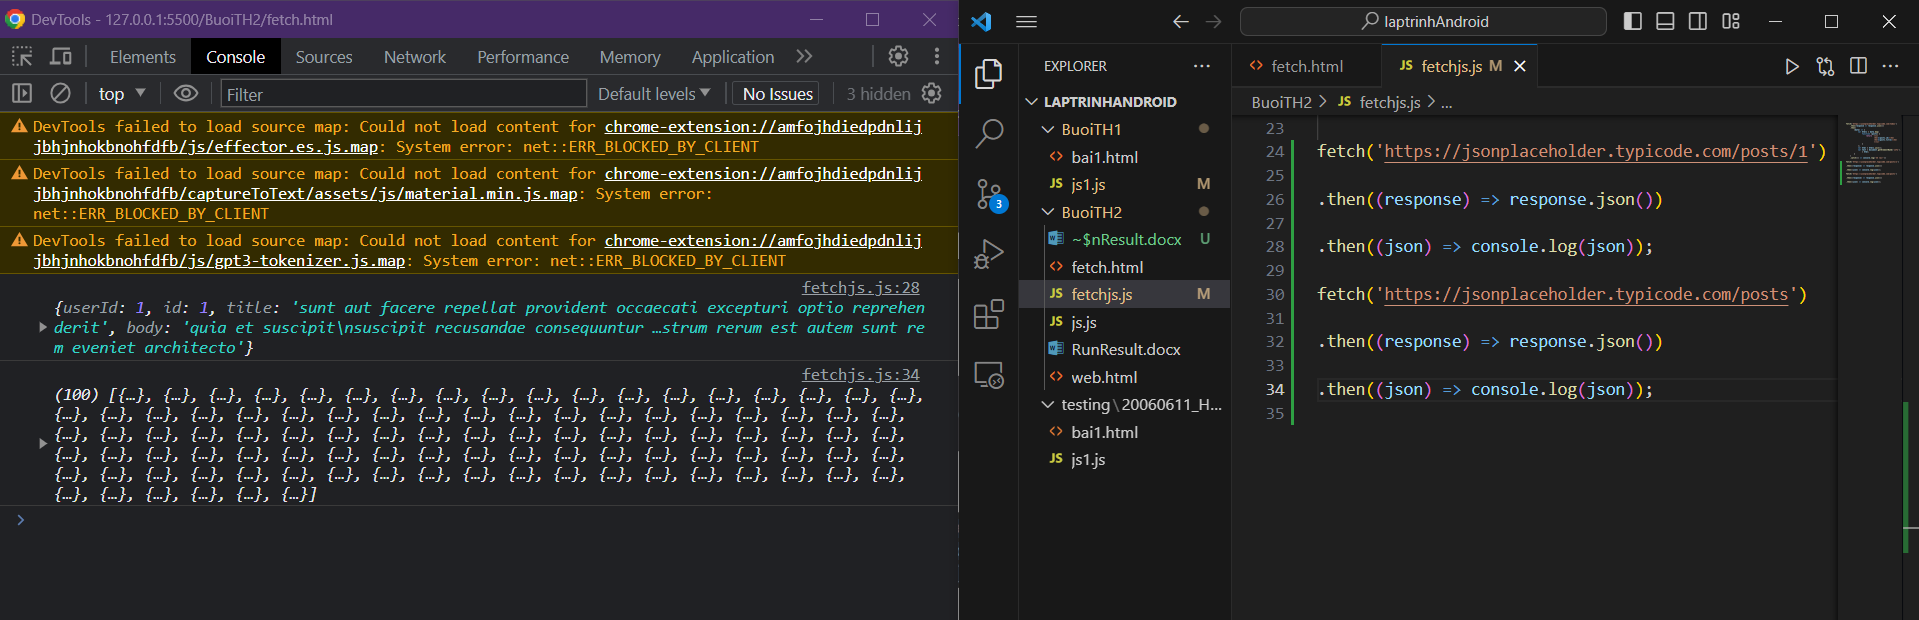 DevTools - 127.0.0.1:5500/BuoiTH2/fetch.html
Elements Console Sources Network Performance Memory Application
top Filter Default levels No Issues 3 hidden
DevTools failed to load source map: Could not load content for chrome-extension://amfojhdiedpdnlij
jbhjnhokbnohfdfb/js/effector.es.js.map: System error: net::ERR_BLOCKED_BY_CLIENT
DevTools failed to load source map: Could not load content for chrome-extension://amfojhdiedpdnlij
jbhjnhokbnohfdfb/captureToText/assets/js/material.min.js.map: System error:
net::ERR_BLOCKED_BY_CLIENT
DevTools failed to load source map: Could not load content for chrome-extension://amfojhdiedpdnlij
jbhjnhokbnohfdfb/js/gpt3-tokenizer.js.map: System error: net::ERR_BLOCKED_BY_CLIENT
fetchjs.js:28
{userId: 1, id: 1, title: 'sunt aut facere repellat provident occaecati excepturi optio reprehen
derit', body: 'quia et suscipit\nsuscipit recusandae consequuntur …strum rerum est autem sunt re
m eveniet architecto'}
fetchjs.js:34
(100) [{…}, {…}, {…}, {…}, {…}, {…}, {…}, {…}, {…}, {…}, {…}, {…}, {…}, {…}, {…}, {…}, {…}, {…},
{…}, {…}, {…}, {…}, {…}, {…}, {…}, {…}, {…}, {…}, {…}, {…}, {…}, {…}, {…}, {…}, {…}, {…}, {…},
{…}, {…}, {…}, {…}, {…}, {…}, {…}, {…}, {…}, {…}, {…}, {…}, {…}, {…}, {…}, {…}, {…}, {…}, {…},
{…}, {…}, {…}, {…}, {…}, {…}, {…}, {…}, {…}, {…}, {…}, {…}, {…}, {…}, {…}, {…}, {…}, {…}, {…},
{…}, {…}, {…}, {…}, {…}, {…}, {…}, {…}, {…}, {…}, {…}, {…}, {…}, {…}, {…}, {…}, {…}, {…}, {…},
{…}, {…}, {…}, {…}, {…}, {…}]
laptrinhAndroid
3
EXPLORER
LAPTRINHANDROID
BuoiTH1
bai1.html
JS js1.js M
BuoiTH2
~$nResult.docx U
fetch.html
JS fetchjs.js M
JS js.js
RunResult.docx
web.html
testing\20060611_H...
bai1.html
JS js1.js
fetch.html JS fetchjs.js M
BuoiTH2 > JS fetchjs.js > ...
23
24 fetch('https://jsonplaceholder.typicode.com/posts/1')
25
26 .then((response) => response.json())
27
28 .then((json) => console.log(json));
29
30 fetch('https://jsonplaceholder.typicode.com/posts')
31
32 .then((response) => response.json())
33
34 .then((json) => console.log(json));
35